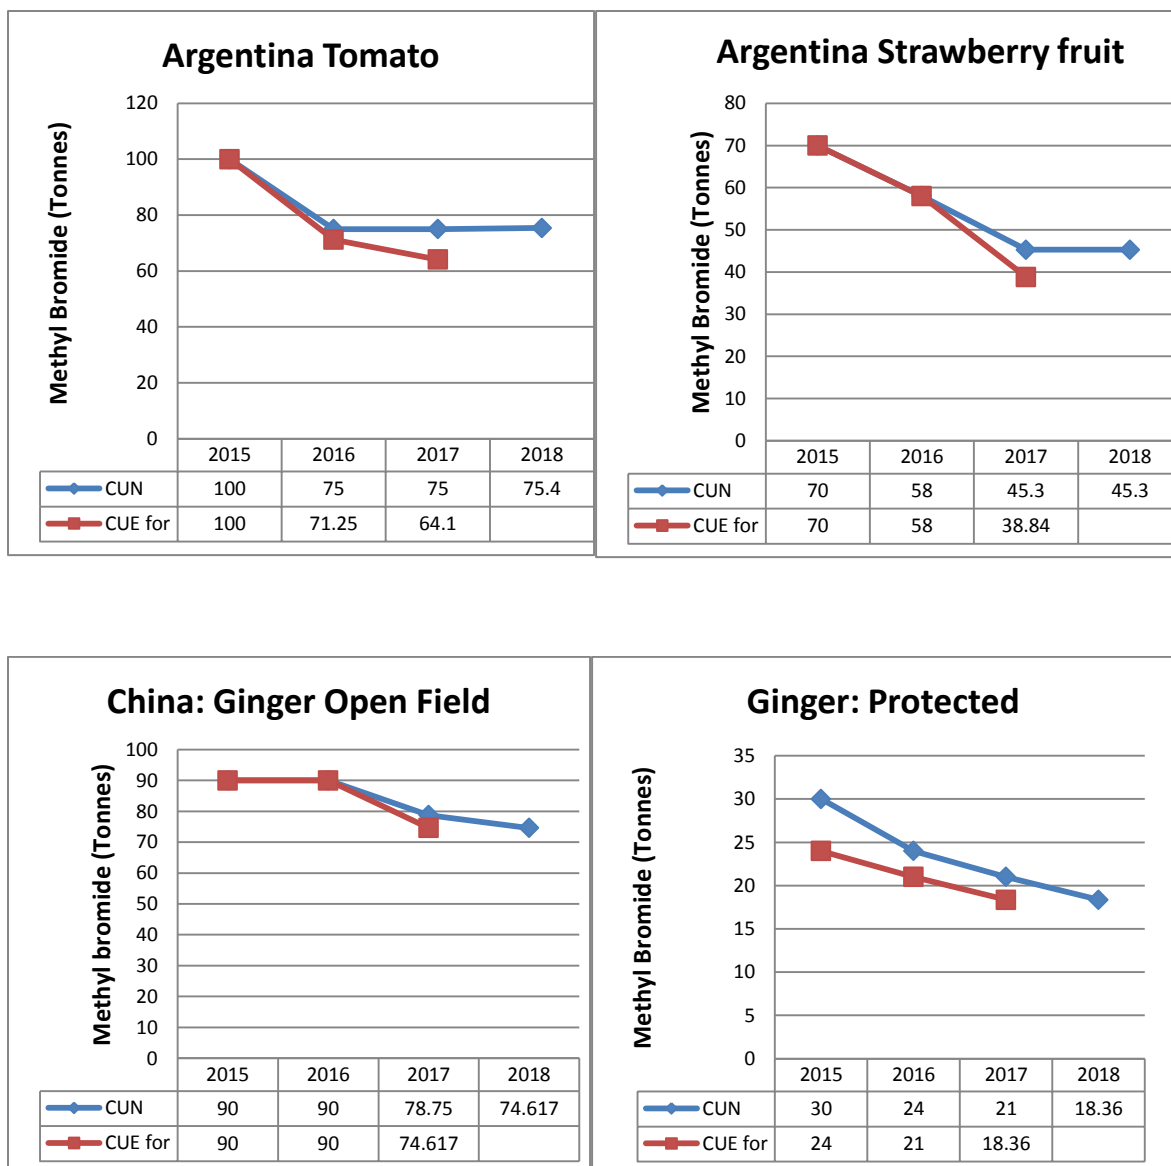 Argentina Tomato
Methyl Bromide (Tonnes)
120
100
80
60
40
20
0
2015 2016 2017 2018
CUN 100 75 75 75.4
CUE for 100 71.25 64.1
Argentina Strawberry fruit
Methyl Bromide (Tonnes)
80
70
60
50
40
30
20
10
0
2015 2016 2017 2018
CUN 70 58 45.3 45.3
CUE for 70 58 38.84
China: Ginger Open Field
Methyl bromide (Tonnes)
100
90
80
70
60
50
40
30
20
10
0
2015 2016 2017 2018
CUN 90 90 78.75 74.617
CUE for 90 90 74.617
Ginger: Protected
Methyl Bromide (Tonnes)
35
30
25
20
15
10
5
0
2015 2016 2017 2018
CUN 30 24 21 18.36
CUE for 24 21 18.36